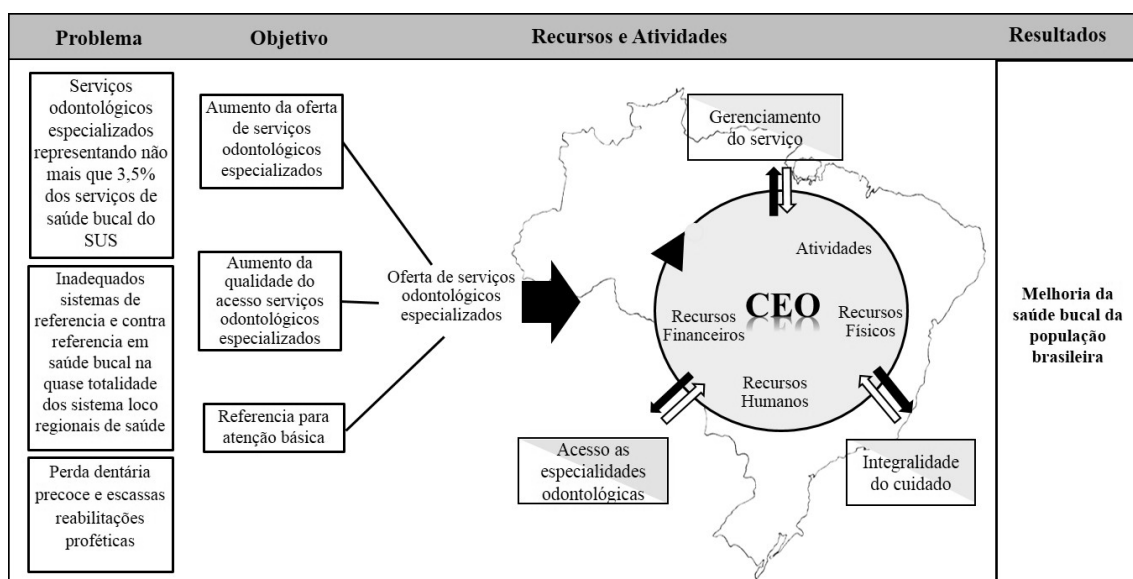 Problema
Objetivo
Recursos e Atividades
Resultados
Serviços
odontológicos
especializados
representando não
mais que 3,5%
dos serviços de
saúde bucal do
SUS
Inadequados
sistemas de
referencia e contra
referencia em
saúde bucal na
quase totalidade
dos sistema loco
regionais de saúde
Perda dentária
precoce e escassas
reabilitações
proféticas
Aumento da oferta
de serviços
odontológicos
especializados
Aumento da
qualidade do
acesso serviços
odontológicos
especializados
Referencia para
atenção básica
Oferta de serviços
odontológicos
especializados
Gerenciamento
do serviço
Atividades
CEO
Recursos
Financeiros
Recursos
Físicos
Recursos
Humanos
Acesso as
especialidades
odontológicas
Integralidade
do cuidado
Melhoria da
saúde bucal da
população
brasileira